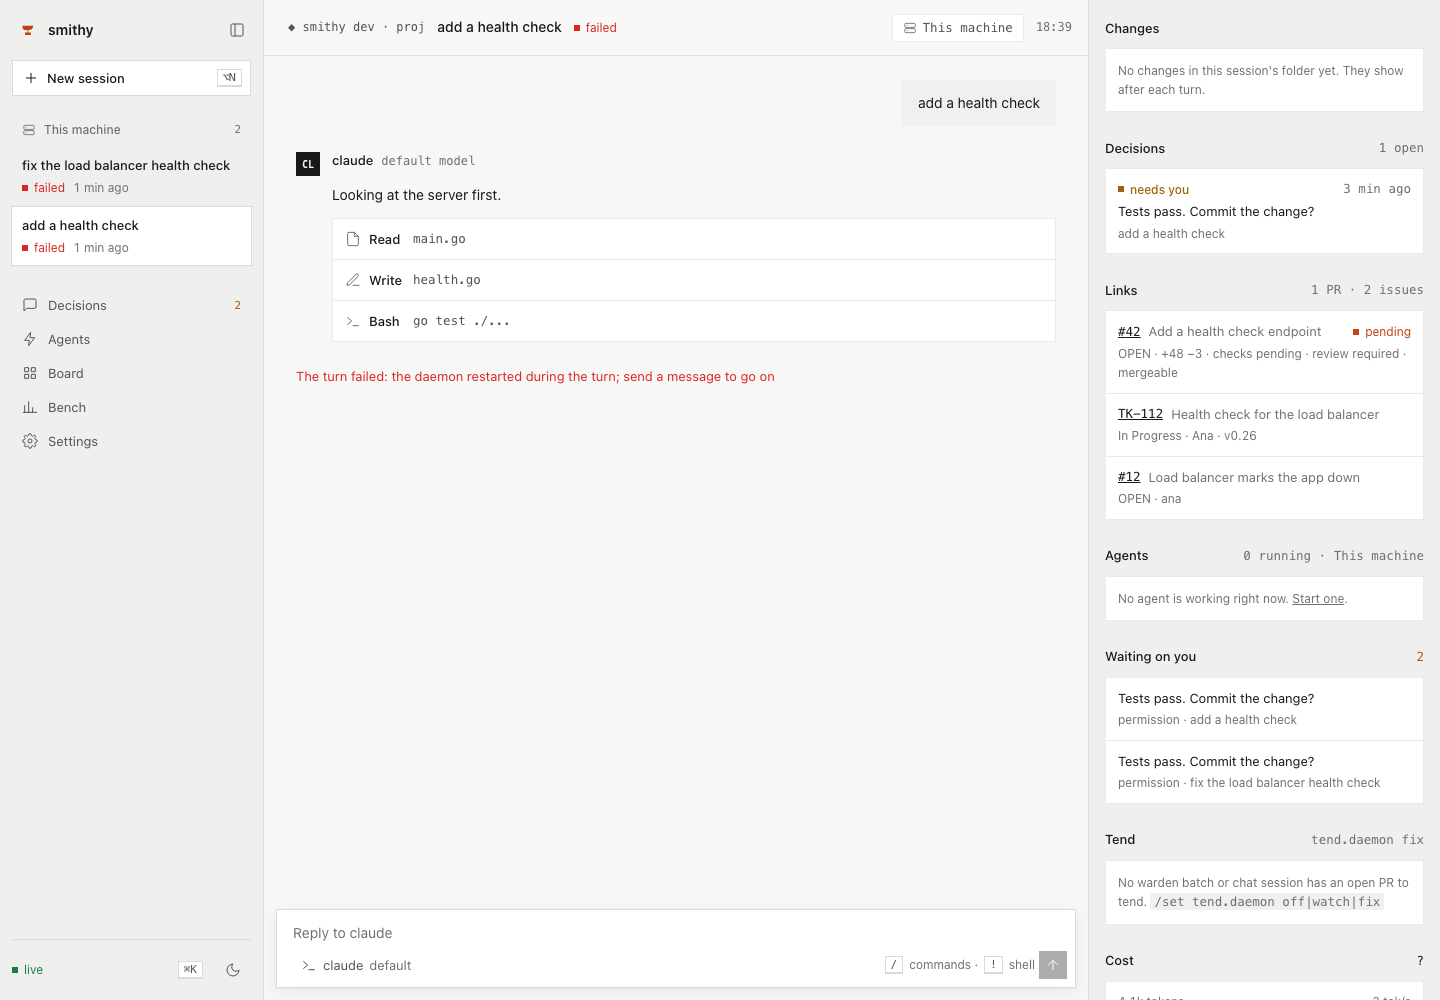 smithy
New session ⌥N
This machine 2
fix the load balancer health check
failed 1 min ago
add a health check
failed 1 min ago
Decisions 2
Agents
Board
Bench
Settings
live ⌘K
◆ smithy dev · proj add a health check failed This machine 18:39
add a health check
CL claude default model
Looking at the server first.
Read main.go
Write health.go
Bash go test ./...
The turn failed: the daemon restarted during the turn; send a message to go on
Reply to claude
claude default / commands · ! shell
Changes
No changes in this session's folder yet. They show
after each turn.
Decisions 1 open
needs you 3 min ago
Tests pass. Commit the change?
add a health check
Links 1 PR · 2 issues
#42 Add a health check endpoint pending
OPEN · +48 −3 · checks pending · review required ·
mergeable
TK-112 Health check for the load balancer
In Progress · Ana · v0.26
#12 Load balancer marks the app down
OPEN · ana
Agents 0 running · This machine
No agent is working right now. Start one.
Waiting on you 2
Tests pass. Commit the change?
permission · add a health check
Tests pass. Commit the change?
permission · fix the load balancer health check
Tend tend.daemon fix
No warden batch or chat session has an open PR to
tend. /set tend.daemon off|watch|fix
Cost ?